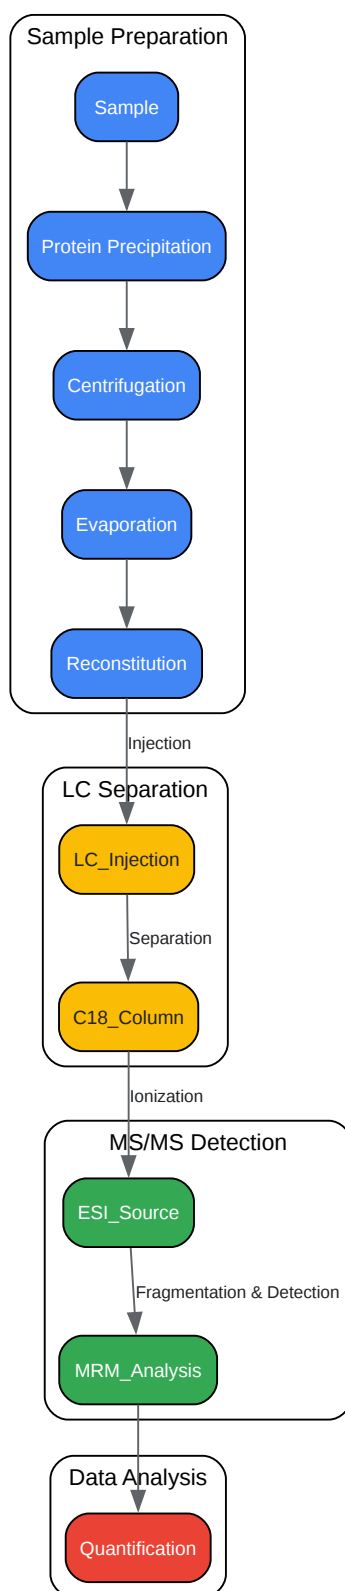 Sample Preparation
Sample
Protein Precipitation
Centrifugation
Evaporation
Reconstitution
Injection
LC Separation
LC_Injection
Separation
C18_Column
Ionization
MS/MS Detection
ESI_Source
Fragmentation & Detection
MRM_Analysis
Data Analysis
Quantification